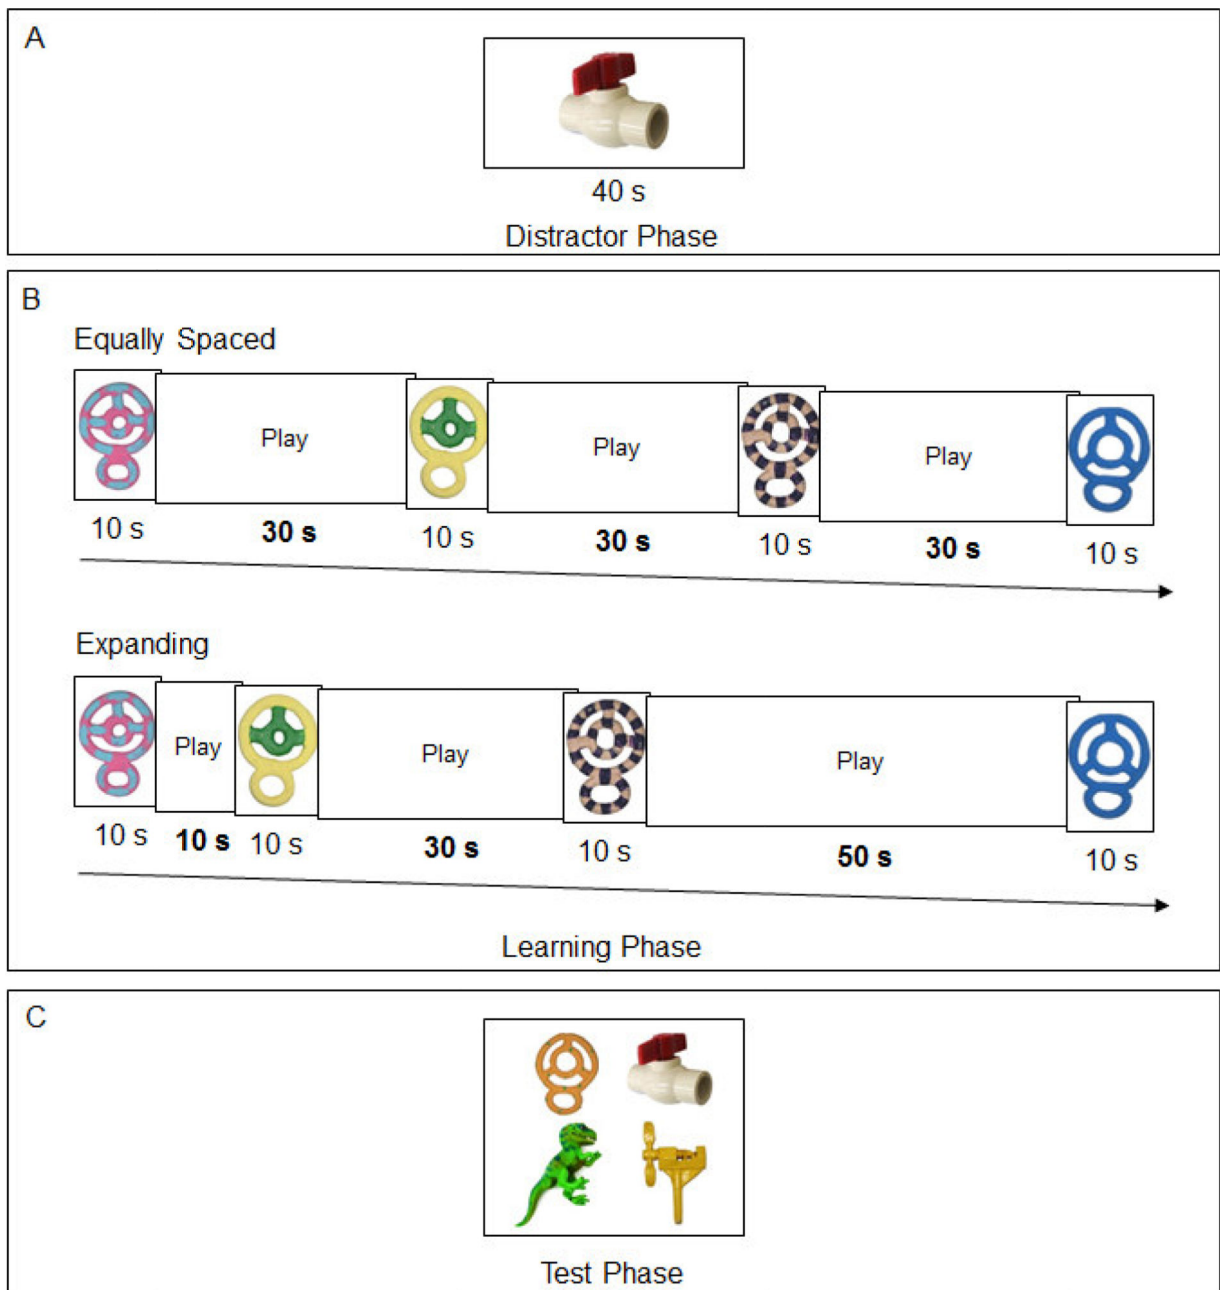 A
40 s
Distractor Phase
B
Equally Spaced
Play
Play
Play
10 s
30 s
10 s
30 s
10 s
30 s
10 s
Expanding
Play
Play
Play
10 s
10 s
10 s
30 s
10 s
50 s
10 s
Learning Phase
C
Test Phase